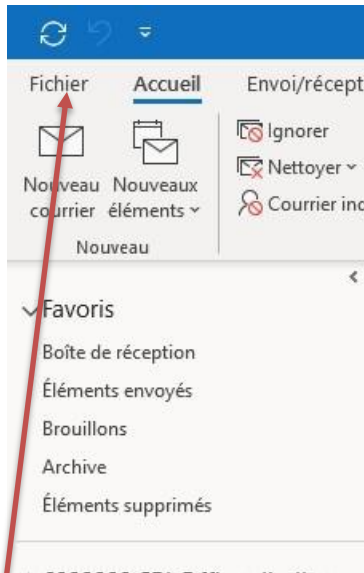 Fichier Accueil Envoi/récept
Ignorer
Nettoyer
Courrier ind
Nouveau courrier
Nouveaux éléments
Nouveau
Favoris
Boîte de réception
Éléments envoyés
Brouillons
Archive
Éléments supprimés